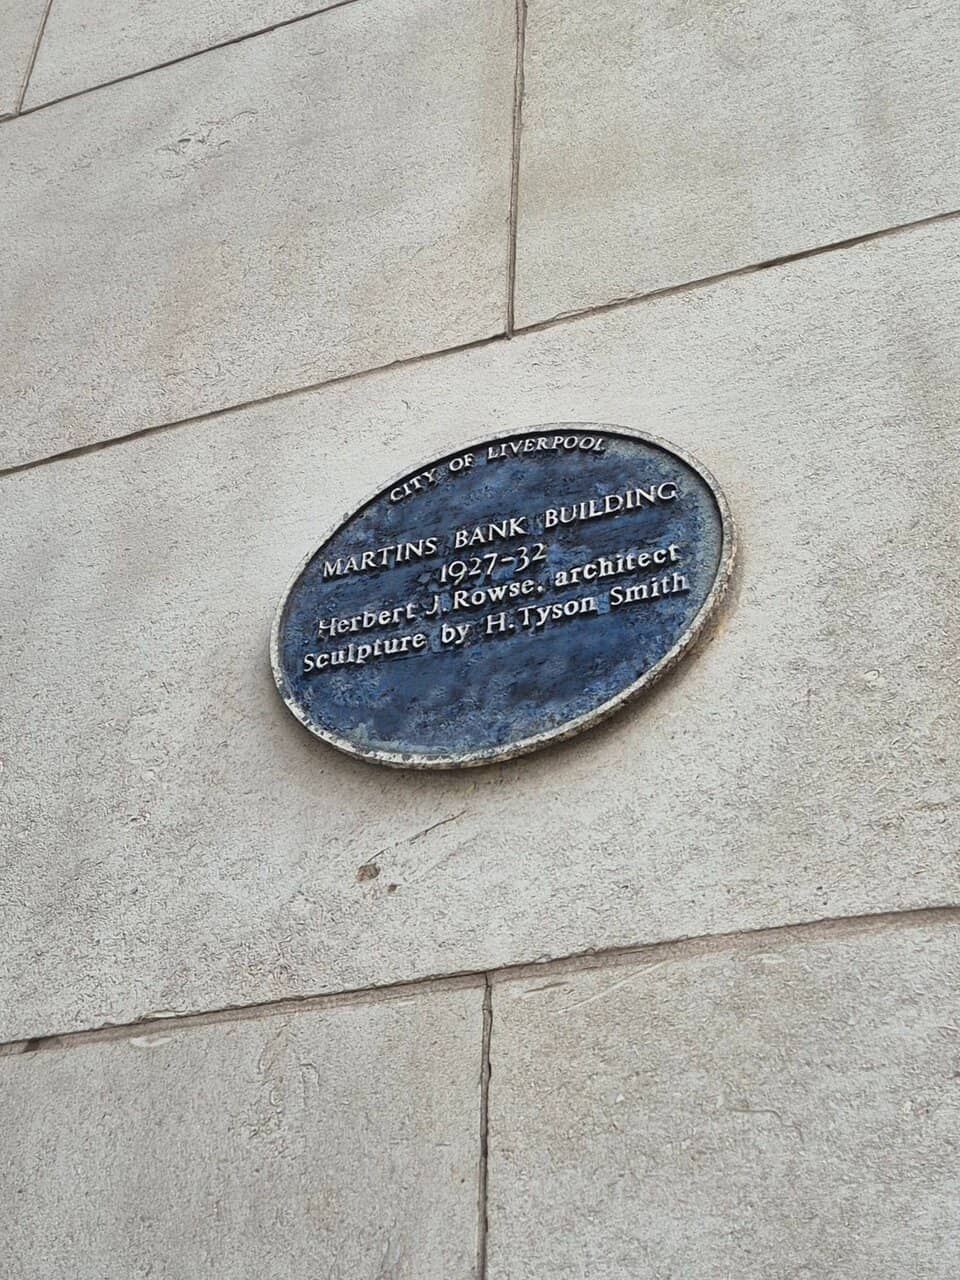 CITY OF LIVERPOOL
MARTINS BANK BUILDING
1927-32
Herbert J. Rowse, architect
Sculpture by H. Tyson Smith